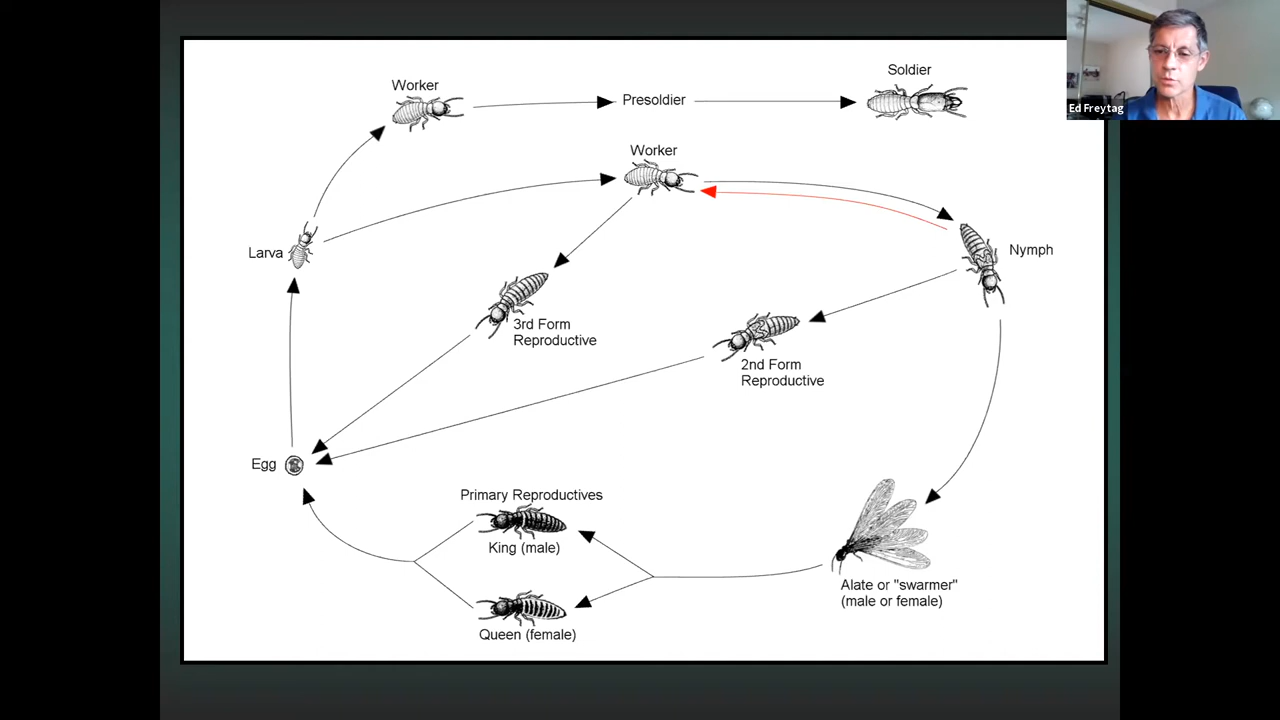 Ed Freytag
Worker
Presoldier
Soldier
Worker
Larva
Nymph
3rd Form
Reproductive
2nd Form
Reproductive
Egg
Primary Reproductives
King (male)
Queen (female)
Alate or "swarmer"
(male or female)